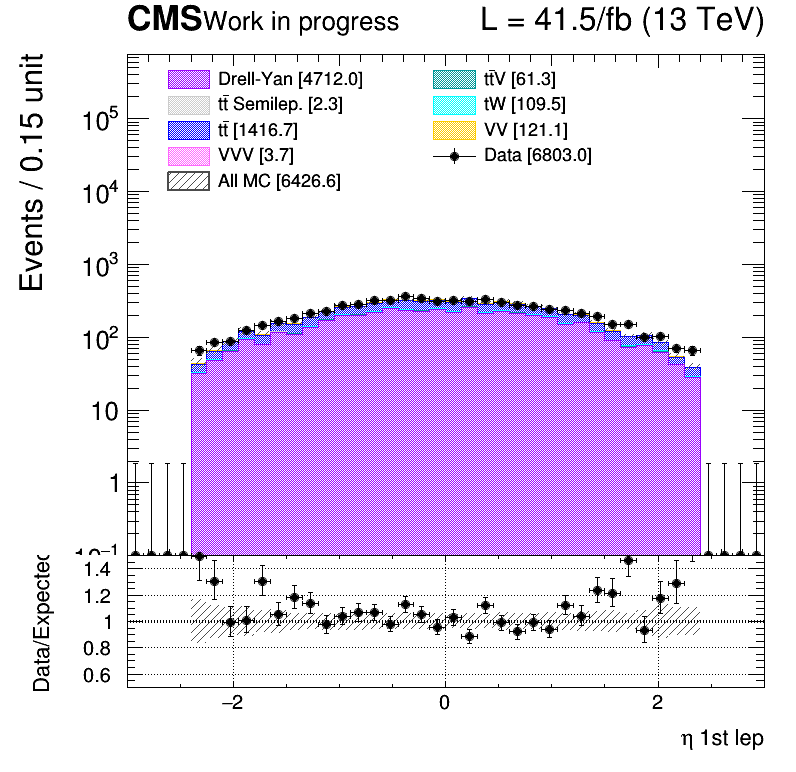 CMS Work in progress L = 41.5/fb (13 TeV)
Events / 0.15 unit
Drell-Yan [4712.0] tt̄V [61.3]
tt̄ Semilep. [2.3] tW [109.5]
tt̄ [1416.7] VV [121.1]
VVV [3.7] Data [6803.0]
All MC [6426.6]
10⁵
10⁴
10³
10²
10
1
10⁻¹
Data/Expected
1.4
1.2
1
0.8
0.6
−2 0 2
η 1st lep